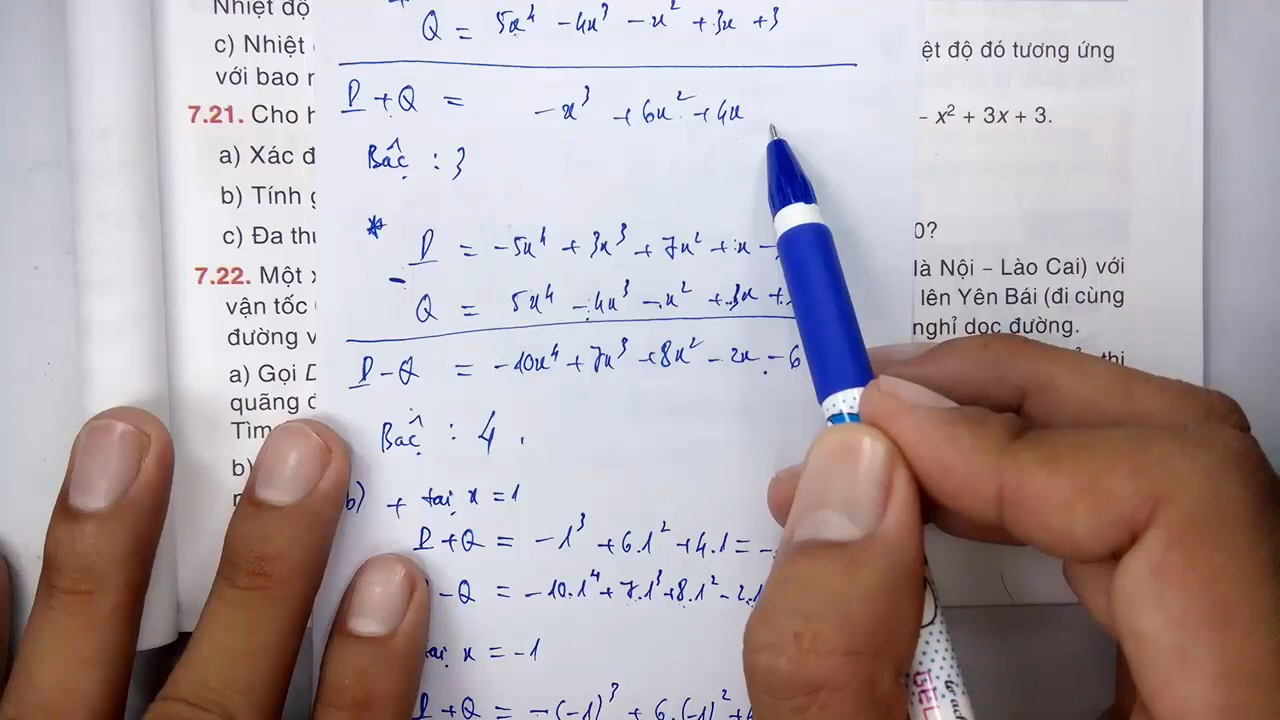 Nhiệt độ
c) Nhiệt
ệt độ đó tương ứng
với bao
7.21. Cho
– x² + 3x + 3.
a) Xác
b) Tính
c) Đa
0?
7.22. Một
Nội – Lào Cai) với
vận tốc
lên Yên Bái (đi cùng
đường
nghỉ dọc đường.
a) Gọi
quãng
Tìm
b)
Q = 5x⁴ - 4x³ - x² + 3x + 3
P + Q = - x³ + 6x² + 4x
Bậc : 3
* P = - 5x⁴ + 3x³ + 7x² + x -
-
Q = 5x⁴ - 4x³ - x² + 3x +
P - Q = - 10x⁴ + 7x³ + 8x² - 2x - 6
Bậc : 4 .
b) + tại x = 1
P + Q = - 1³ + 6.1² + 4.1 = -
- Q = - 10.1⁴ + 7.1³ + 8.1² - 2.1
tại x = -1
P + Q = - (-1)³ + 6.(-1)² +